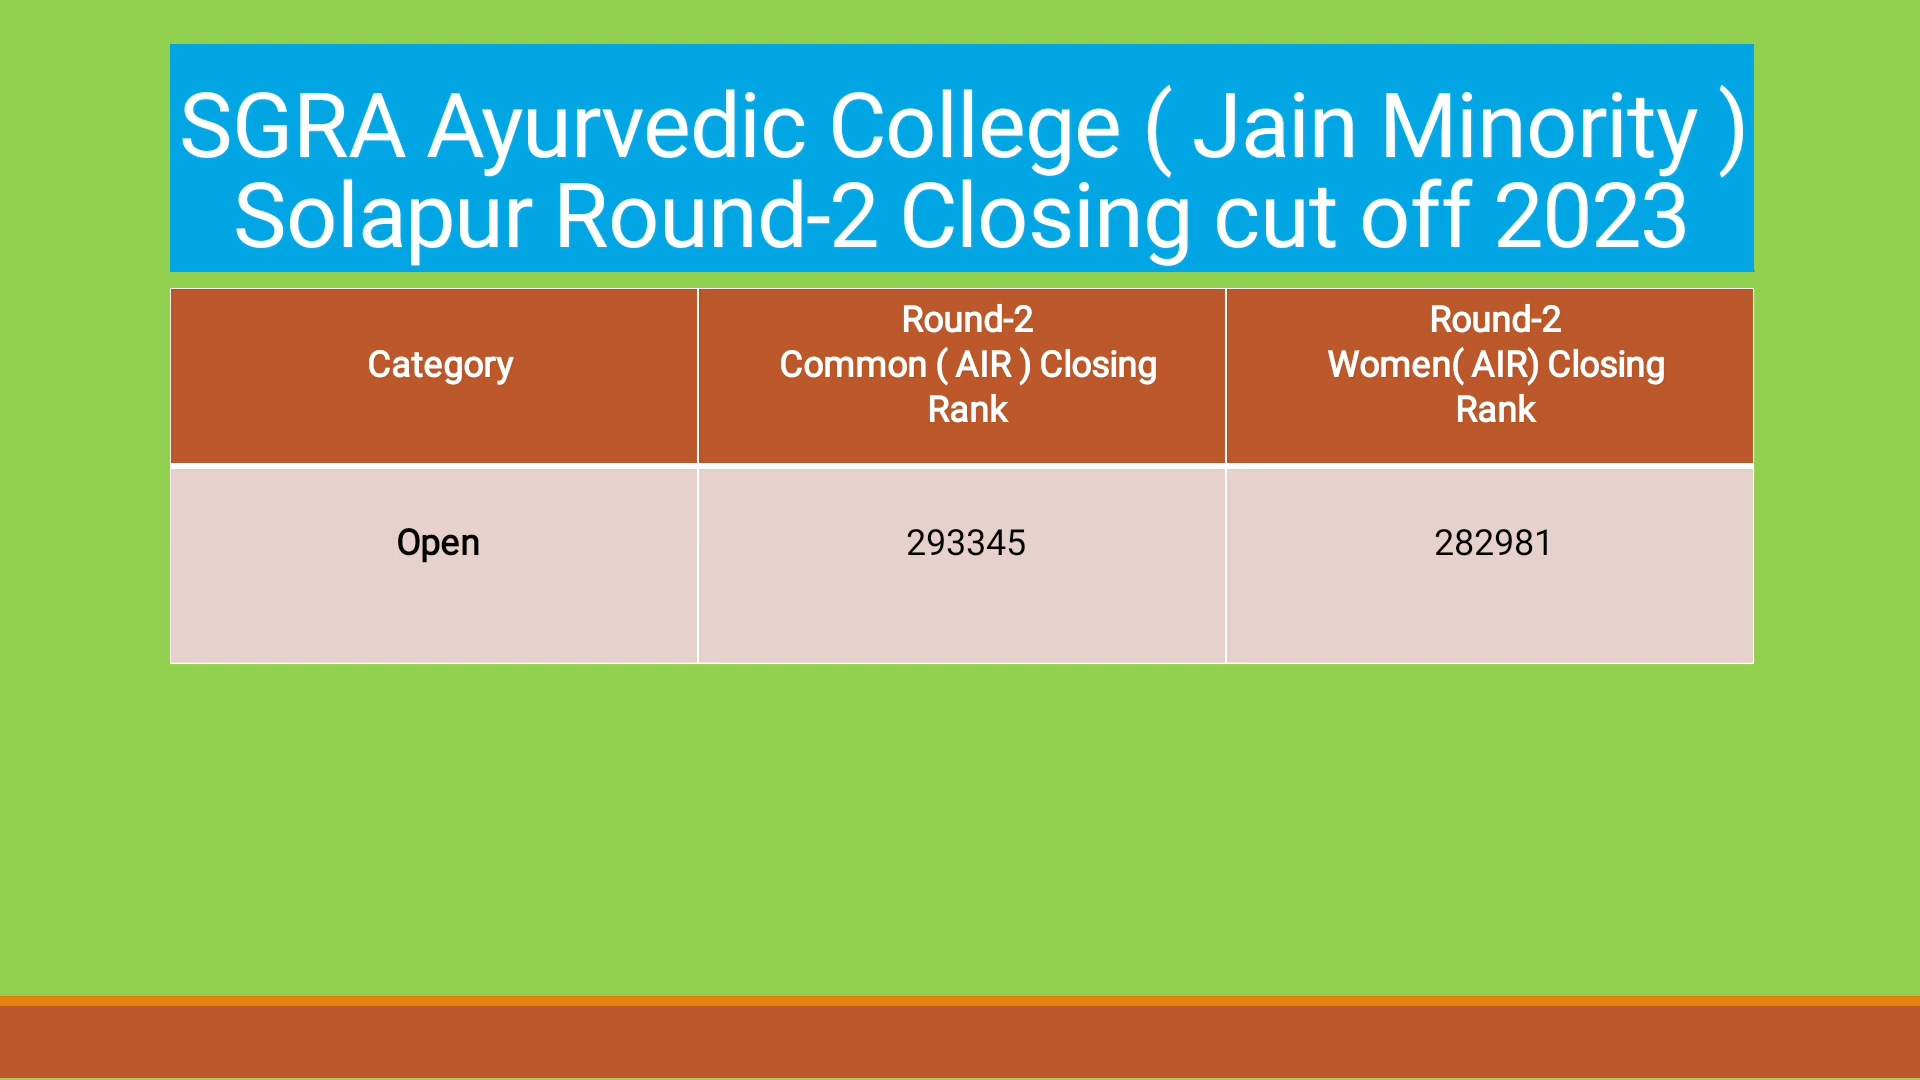 SGRA Ayurvedic College ( Jain Minority )
Solapur Round-2 Closing cut off 2023
Category
Round-2
Common ( AIR ) Closing
Rank
Round-2
Women( AIR) Closing
Rank
Open
293345
282981